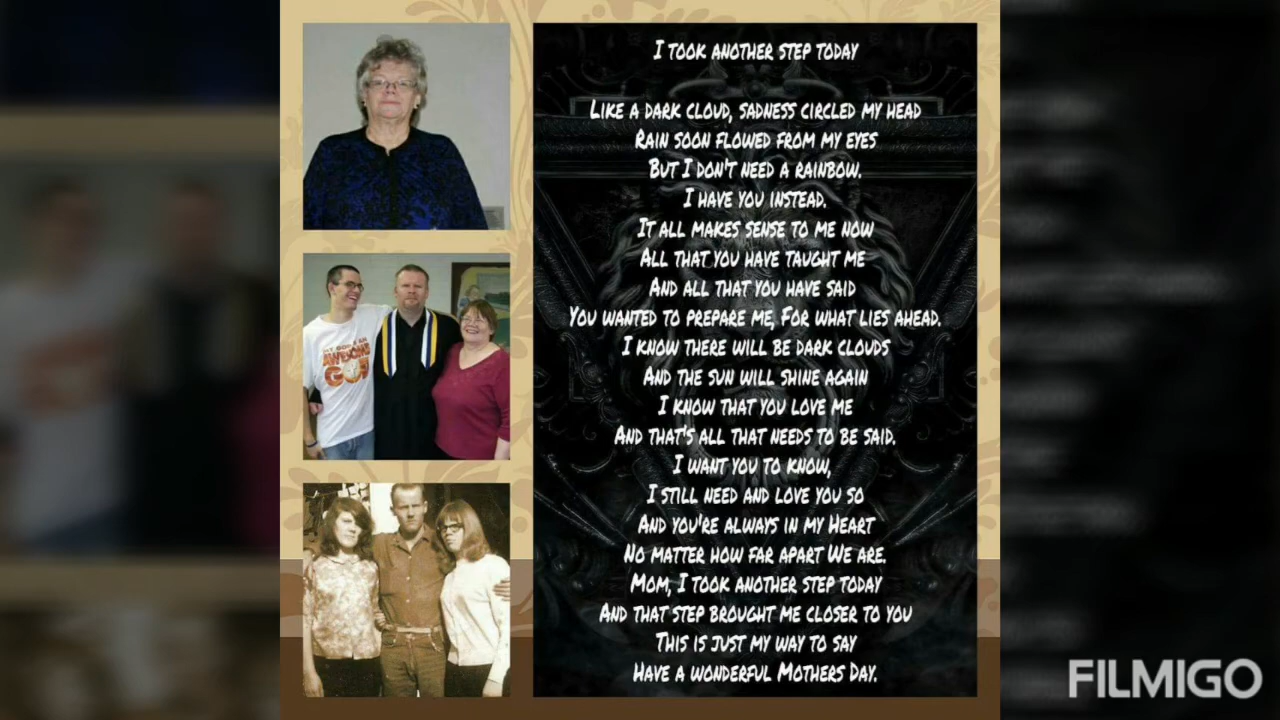 I TOOK ANOTHER STEP TODAY
LIKE A DARK CLOUD, SADNESS CIRCLED MY HEAD
RAIN SOON FLOWED FROM MY EYES
BUT I DON'T NEED A RAINBOW.
I HAVE YOU INSTEAD.
IT ALL MAKES SENSE TO ME NOW
ALL THAT YOU HAVE TAUGHT ME
AND ALL THAT YOU HAVE SAID
YOU WANTED TO PREPARE ME, FOR WHAT LIES AHEAD.
I KNOW THERE WILL BE DARK CLOUDS
AND THE SUN WILL SHINE AGAIN
I KNOW THAT YOU LOVE ME
AND THAT'S ALL THAT NEEDS TO BE SAID.
I WANT YOU TO KNOW,
I STILL NEED AND LOVE YOU SO
AND YOU'RE ALWAYS IN MY HEART
NO MATTER HOW FAR APART WE ARE.
MOM, I TOOK ANOTHER STEP TODAY
AND THAT STEP BROUGHT ME CLOSER TO YOU
THIS IS JUST MY WAY TO SAY
HAVE A WONDERFUL MOTHERS DAY.
AWESOME
GOD
FILMIGO